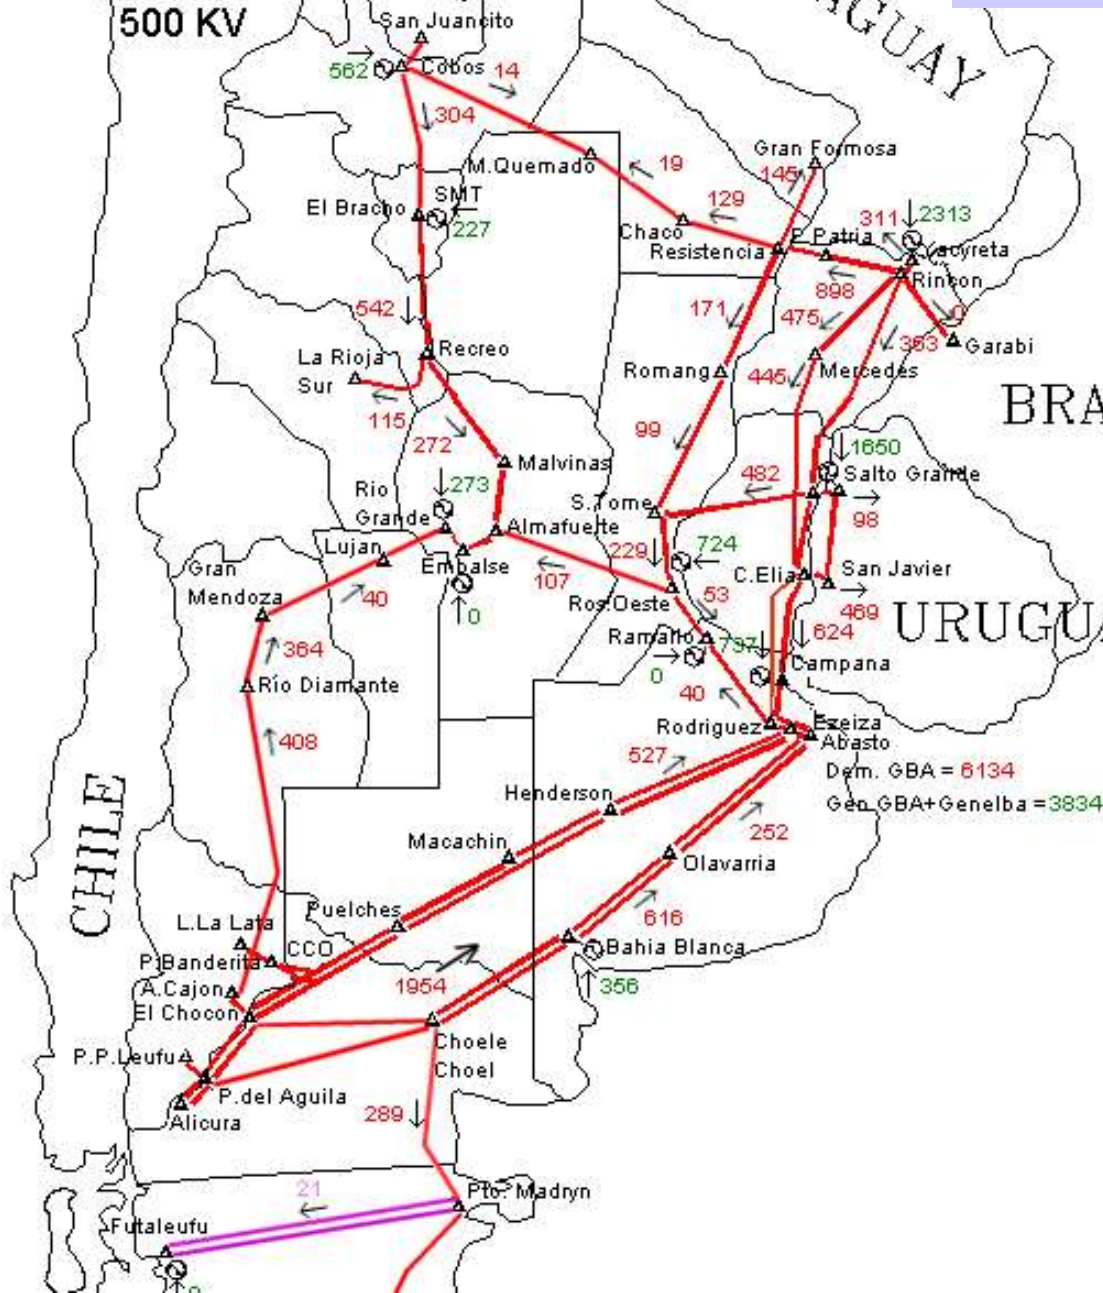 500 KV
San Juancito
AGUAY
562
Cobos
14
304
Gran Formosa
M.Quemado
19
145
SMT
129
El Bracho
227
Chaco
311
2313
P.Patria
Yacyreta
Resistencia
Rincon
898
542
171
475
0
353
Garabi
Recreo
La Rioja
Sur
Romang
445
Mercedes
BRA
115
272
99
1650
Malvinas
482
Salto Grande
Rio
Grande
273
S.Tome
98
Almafuerte
Lujan
229
724
Embalse
107
C.Elia
San Javier
Gran
Mendoza
40
0
Ros.Oeste
53
469
URUGUA
Ramallo
797
624
364
Campana
0
Río Diamante
40
Rodriguez
Ezeiza
Abasto
408
527
Dem. GBA = 6134
Gen GBA+Genelba = 3834
Henderson
252
CHILE
Macachin
Olavarria
Puelches
616
L.La Lata
CCO
Bahia Blanca
P.Banderita
1954
356
A.Cajon
El Chocon
Choele
Choel
P.P.Leufu
P.del Aguila
Alicura
289
21
Pto. Madryn
Futaleufu